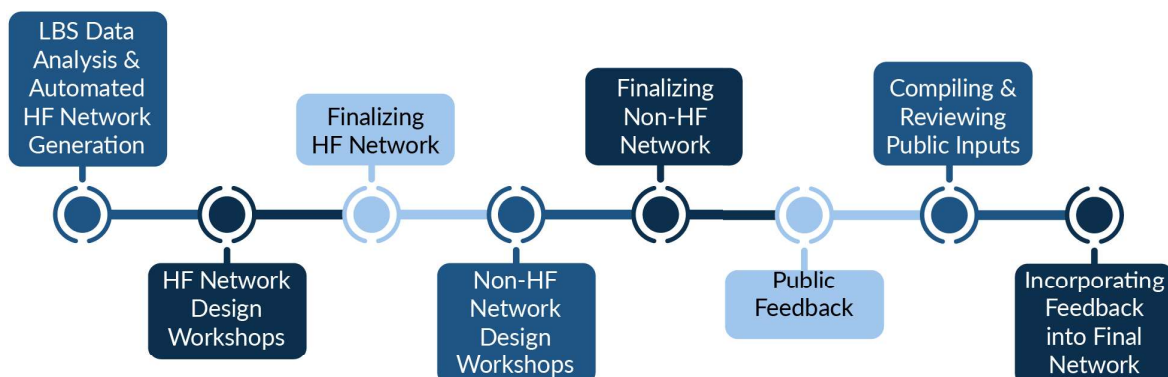 LBS Data
Analysis &
Automated
HF Network
Generation
HF Network
Design
Workshops
Finalizing
HF Network
Non-HF
Network
Design
Workshops
Finalizing
Non-HF
Network
Public
Feedback
Compiling &
Reviewing
Public Inputs
Incorporating
Feedback
into Final
Network